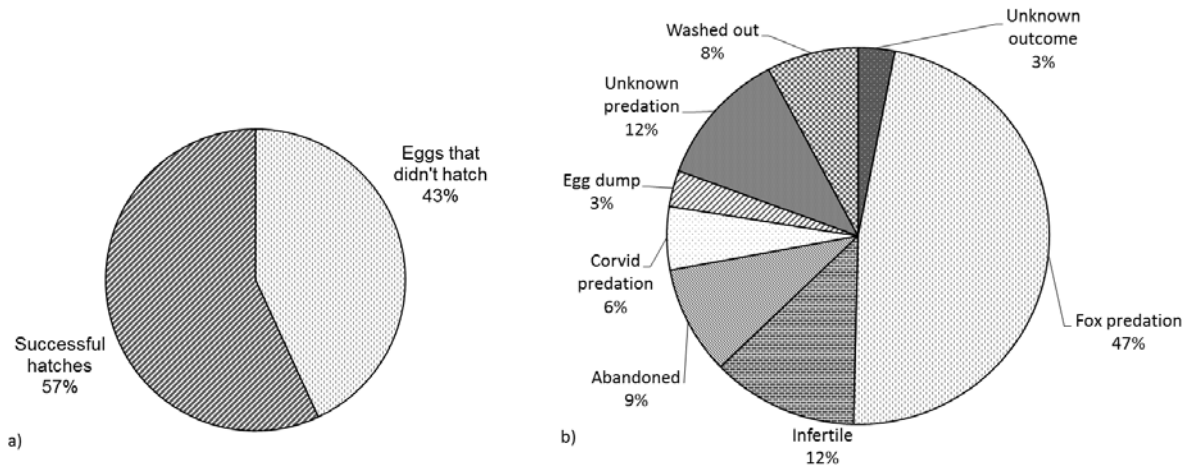 Eggs that
didn't hatch
43%
Successful
hatches
57%
a)
Unknown
outcome
3%
Fox predation
47%
Infertile
12%
Abandoned
9%
Corvid
predation
6%
Egg dump
3%
Unknown
predation
12%
Washed out
8%
b)